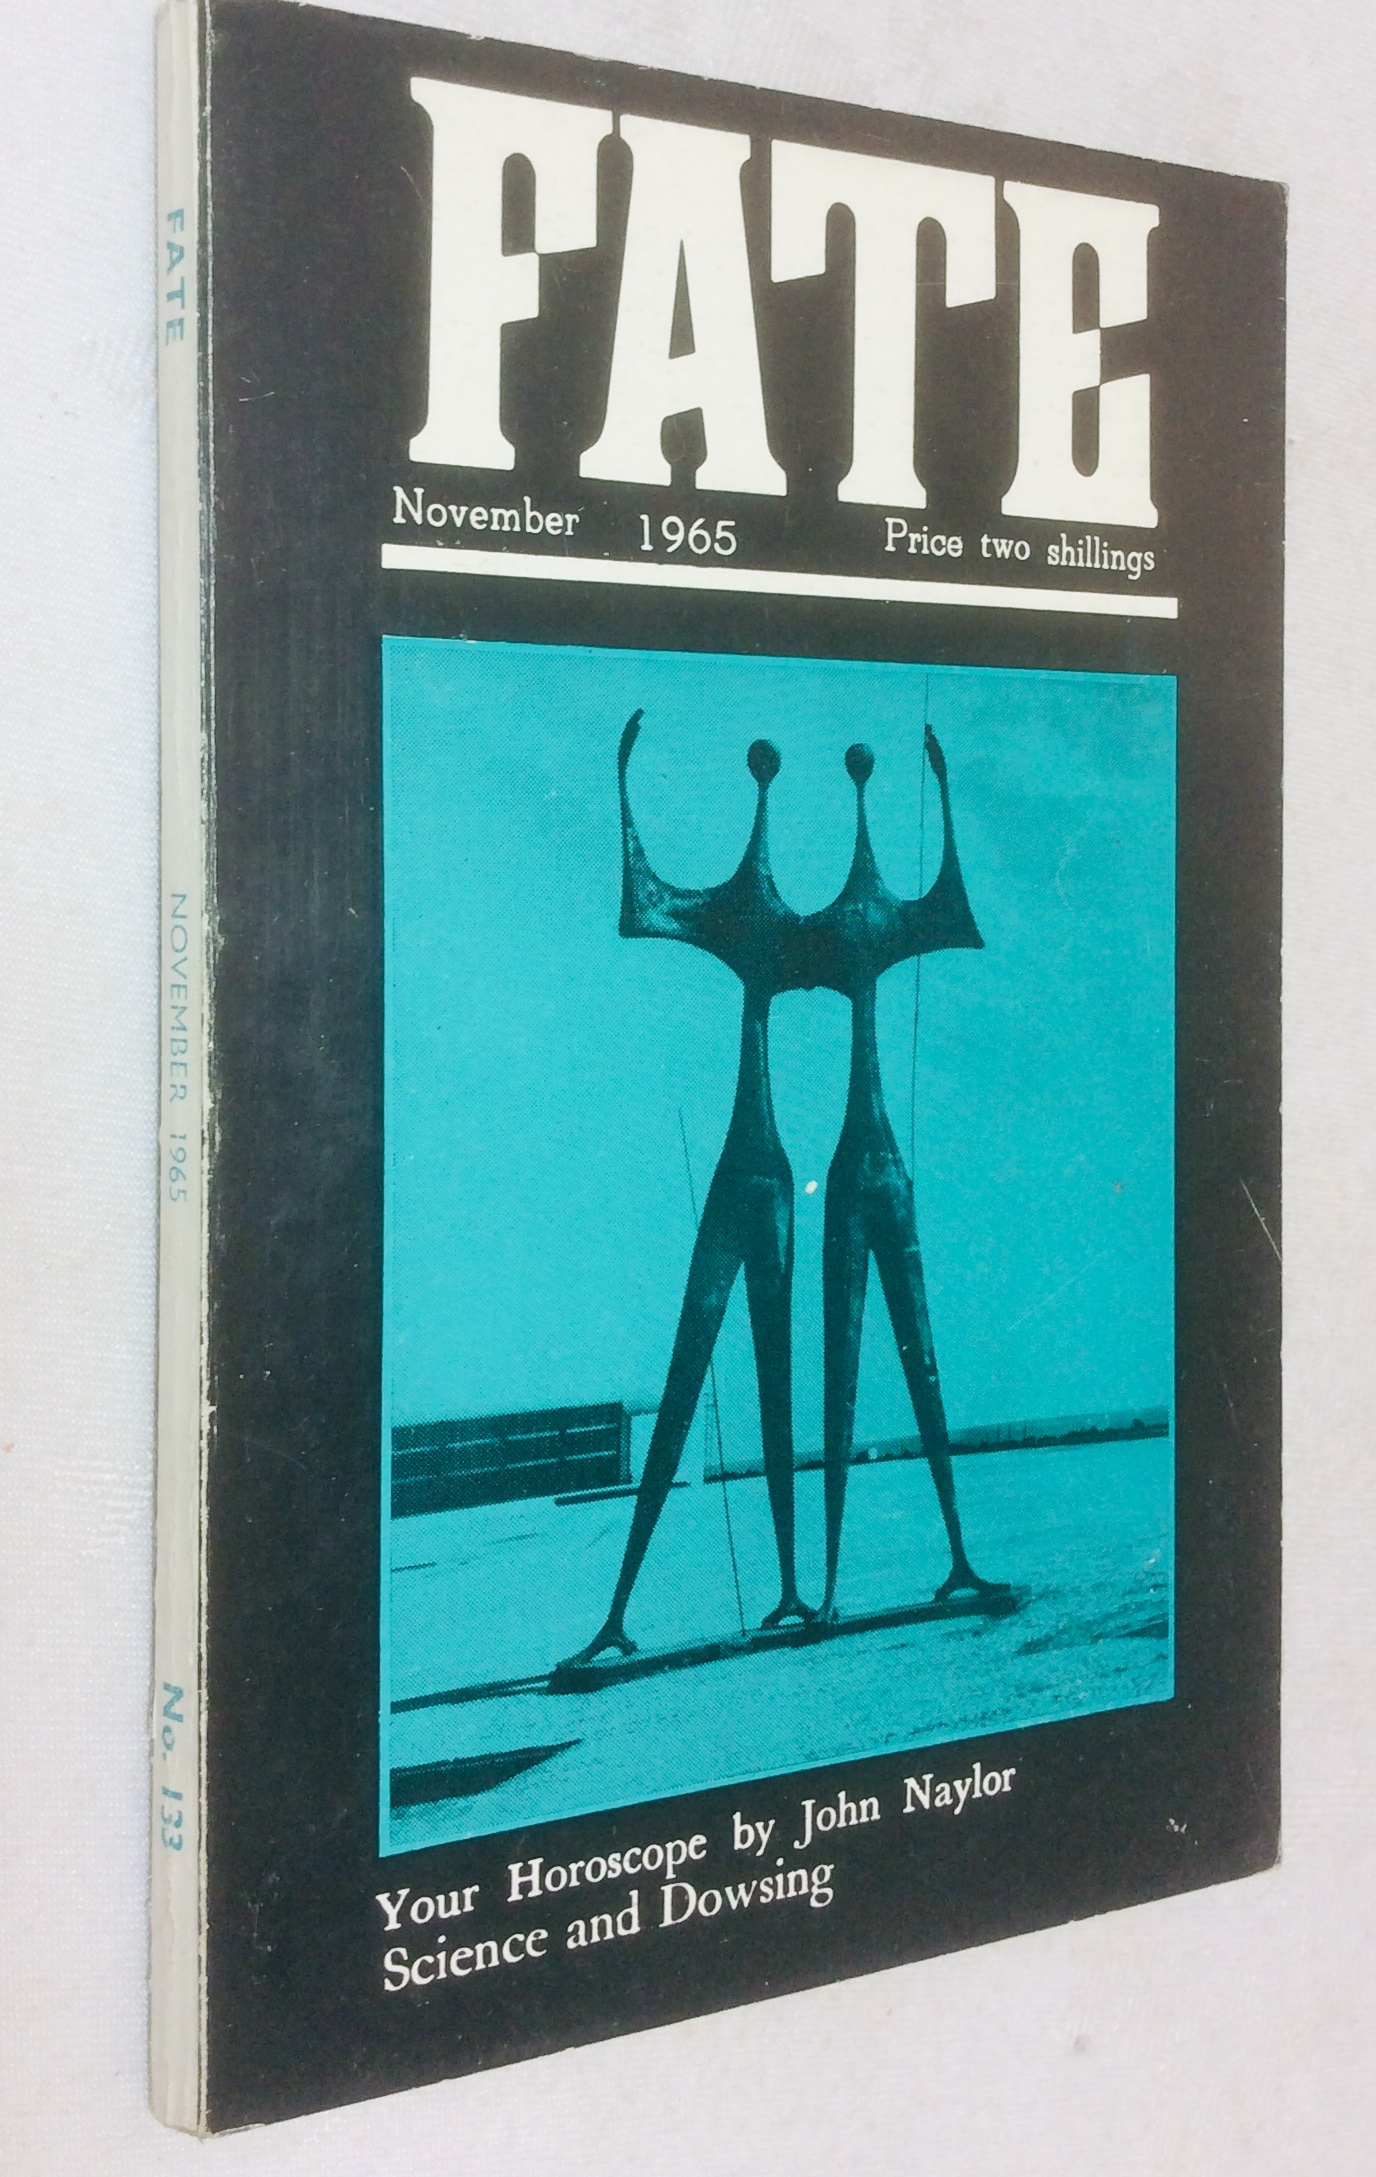 FATE
November 1965 Price two shillings
Your Horoscope by John Naylor
Science and Dowsing
FATE NOVEMBER 1965 No. 133